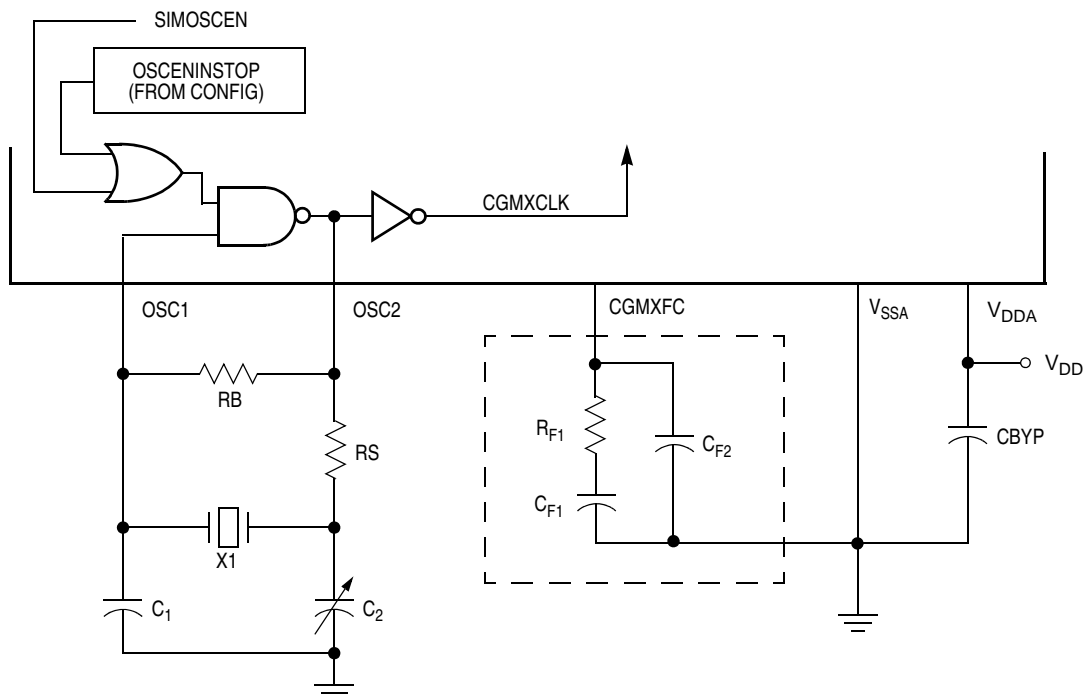 SIMOSCEN
OSCENINSTOP
(FROM CONFIG)
CGMXCLK
OSC1
OSC2
CGMXFC
VSSA
VDDA
VDD
RB
RF1
CF2
CBYP
RS
CF1
X1
C1
C2